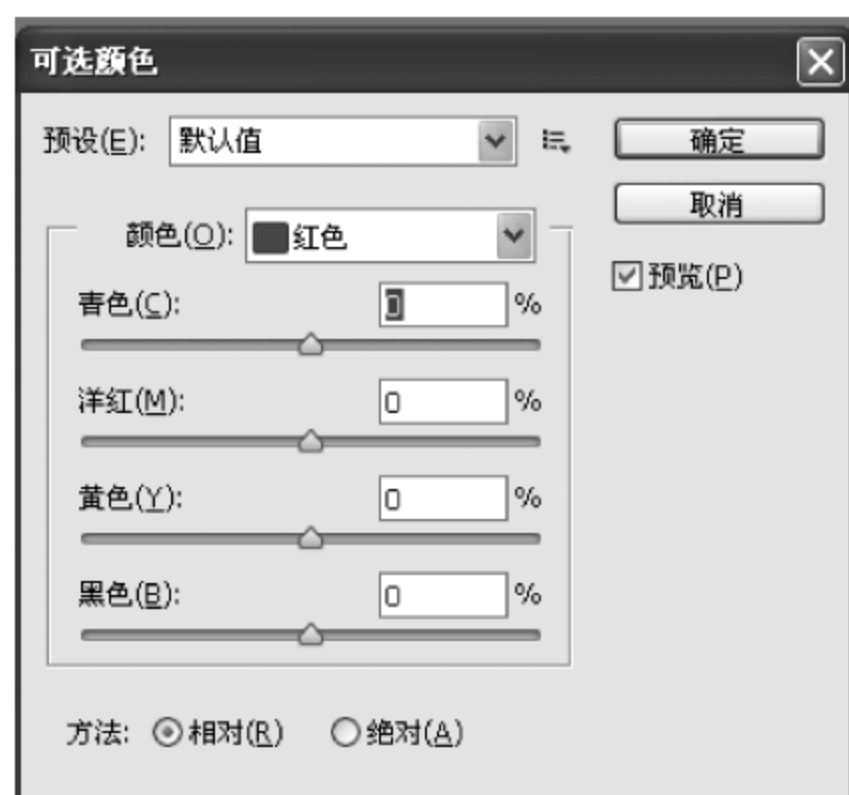 可选颜色
预设(E): 默认值
确定
取消
颜色(O): 红色
预览(P)
青色(C): 0 %
洋红(M): 0 %
黄色(Y): 0 %
黑色(B): 0 %
方法: 相对(R) 绝对(A)